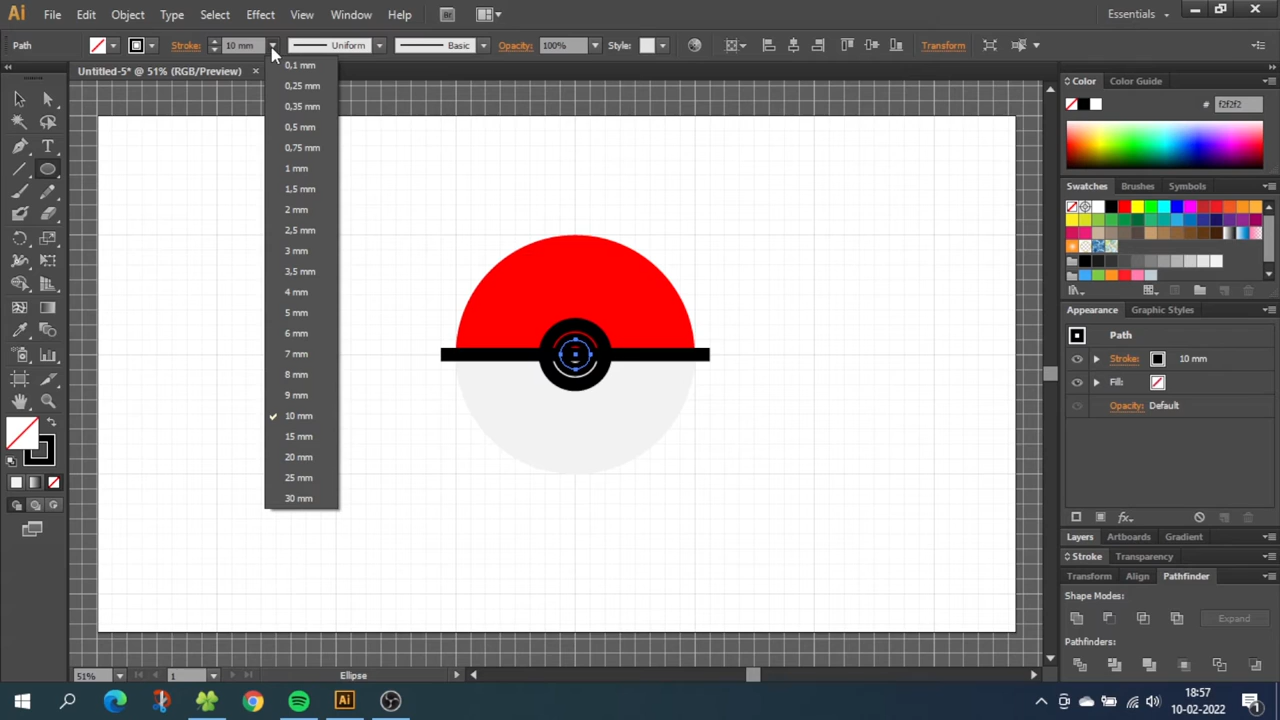 Ai File Edit Object Type Select Effect View Window Help Br Essentials
Path Stroke: 10 mm Uniform Basic Opacity: 100% Style: Transform
Untitled-5* @ 51% (RGB/Preview)
0,1 mm
0,25 mm
0,35 mm
0,5 mm
0,75 mm
1 mm
1,5 mm
2 mm
2,5 mm
3 mm
3,5 mm
4 mm
5 mm
6 mm
7 mm
8 mm
9 mm
10 mm
15 mm
20 mm
25 mm
30 mm
Color Color Guide
# f2f2f2
Swatches Brushes Symbols
Appearance Graphic Styles
Path
Stroke: 10 mm
Fill:
Opacity: Default
fx
Layers Artboards Gradient
Stroke Transparency
Transform Align Pathfinder
Shape Modes:
Expand
Pathfinders:
51% 1 Ellipse
Ai
18:57
10-02-2022
1